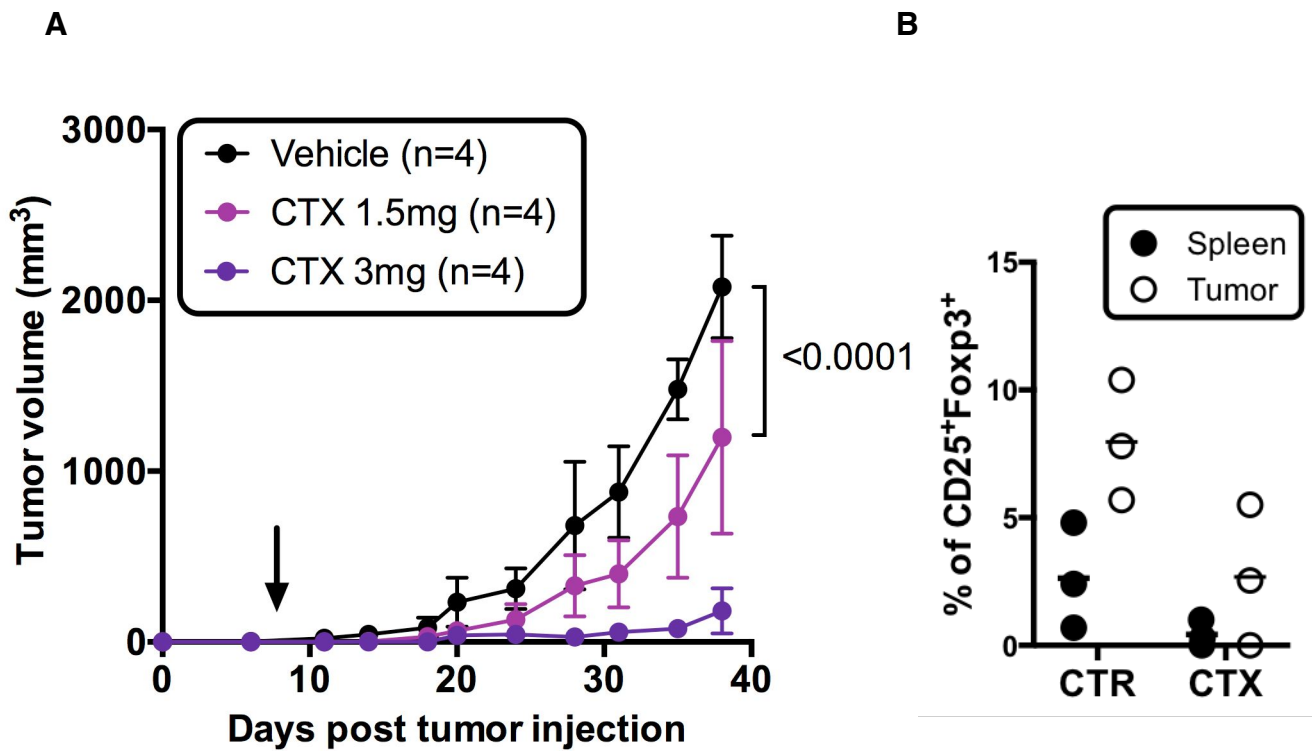 A
B
3000
2000
1000
0
Tumor volume (mm³)
Vehicle (n=4)
CTX 1.5mg (n=4)
CTX 3mg (n=4)
<0.0001
0
10
20
30
40
Days post tumor injection
Spleen
Tumor
15
10
5
0
% of CD25⁺Foxp3⁺
CTR
CTX